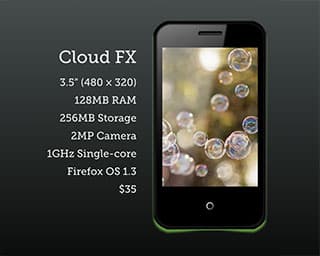 Cloud FX
3.5" (480 × 320)
128MB RAM
256MB Storage
2MP Camera
1GHz Single-core
Firefox OS 1.3
$35